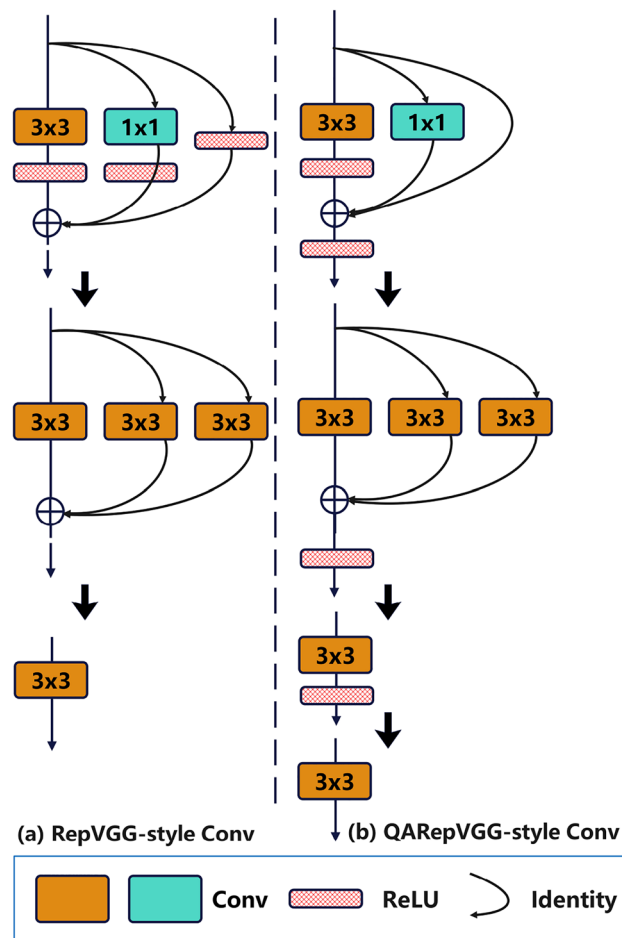 3x3
1x1
3x3
1x1
3x3
3x3
3x3
3x3
3x3
3x3
3x3
3x3
3x3
(a) RepVGG-style Conv
(b) QARepVGG-style Conv
Conv
ReLU
Identity